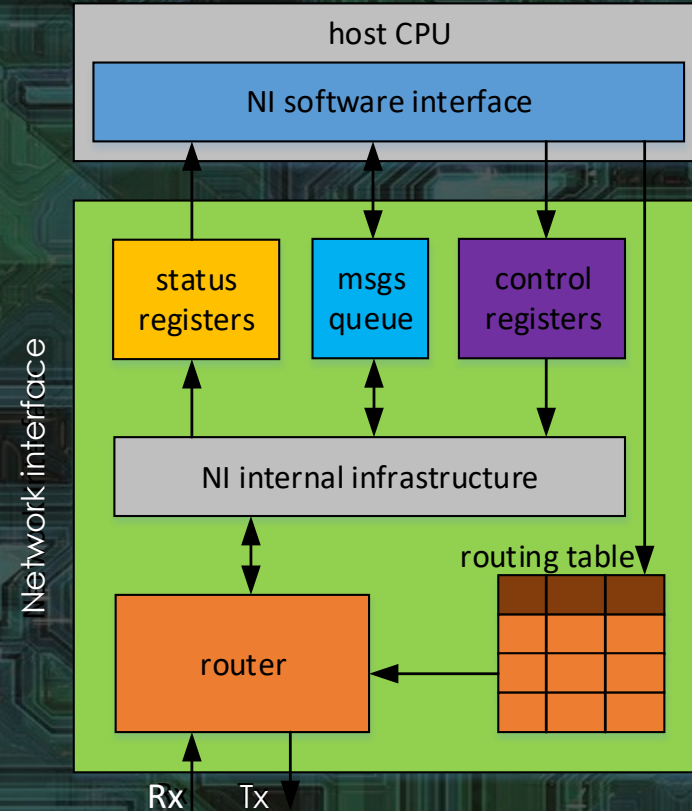 host CPU
NI software interface
status
registers
msgs
queue
control
registers
Network interface
NI internal infrastructure
routing table
router
Rx
Tx